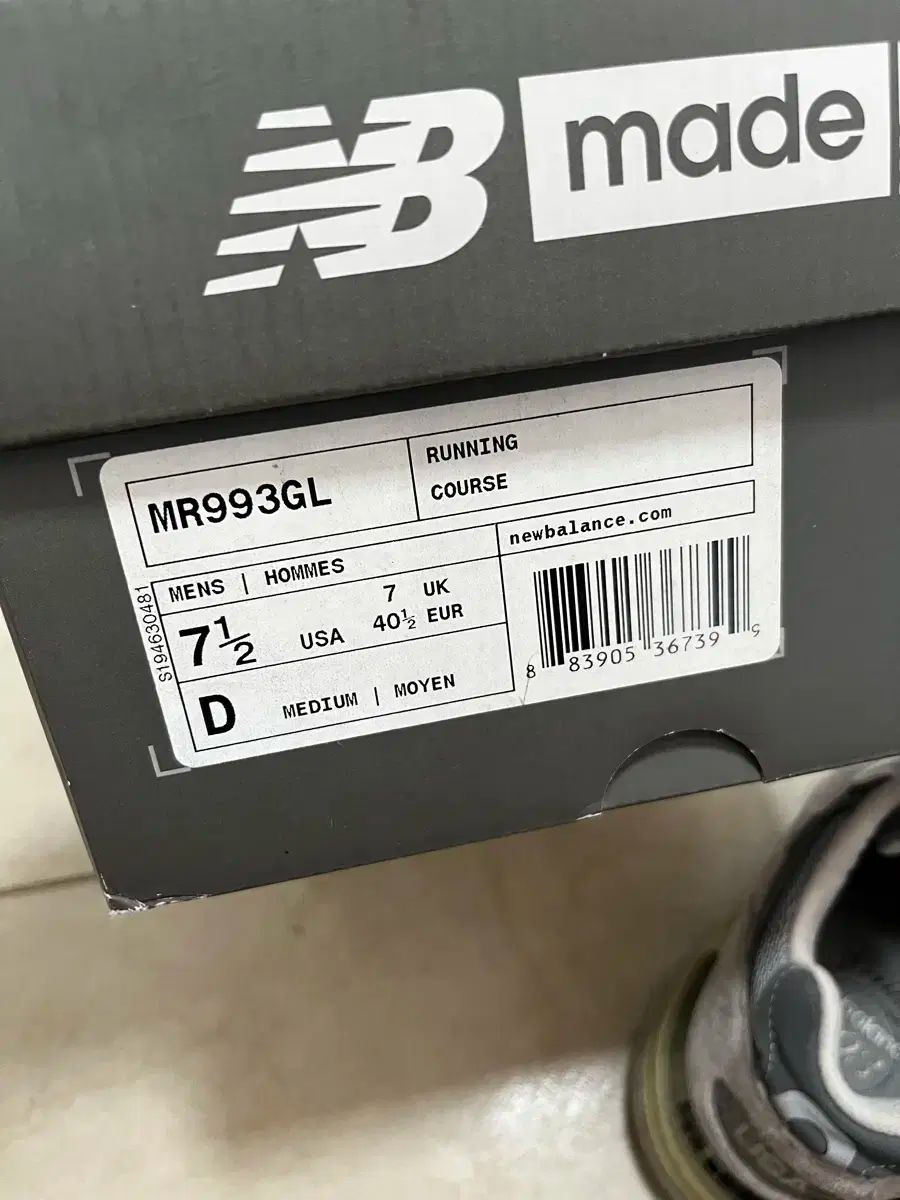 NB made
MR993GL
RUNNING
COURSE
newbalance.com
MENS | HOMMES
7½ USA
7 UK
40½ EUR
D MEDIUM | MOYEN
S194630481
8 83905 36739 9